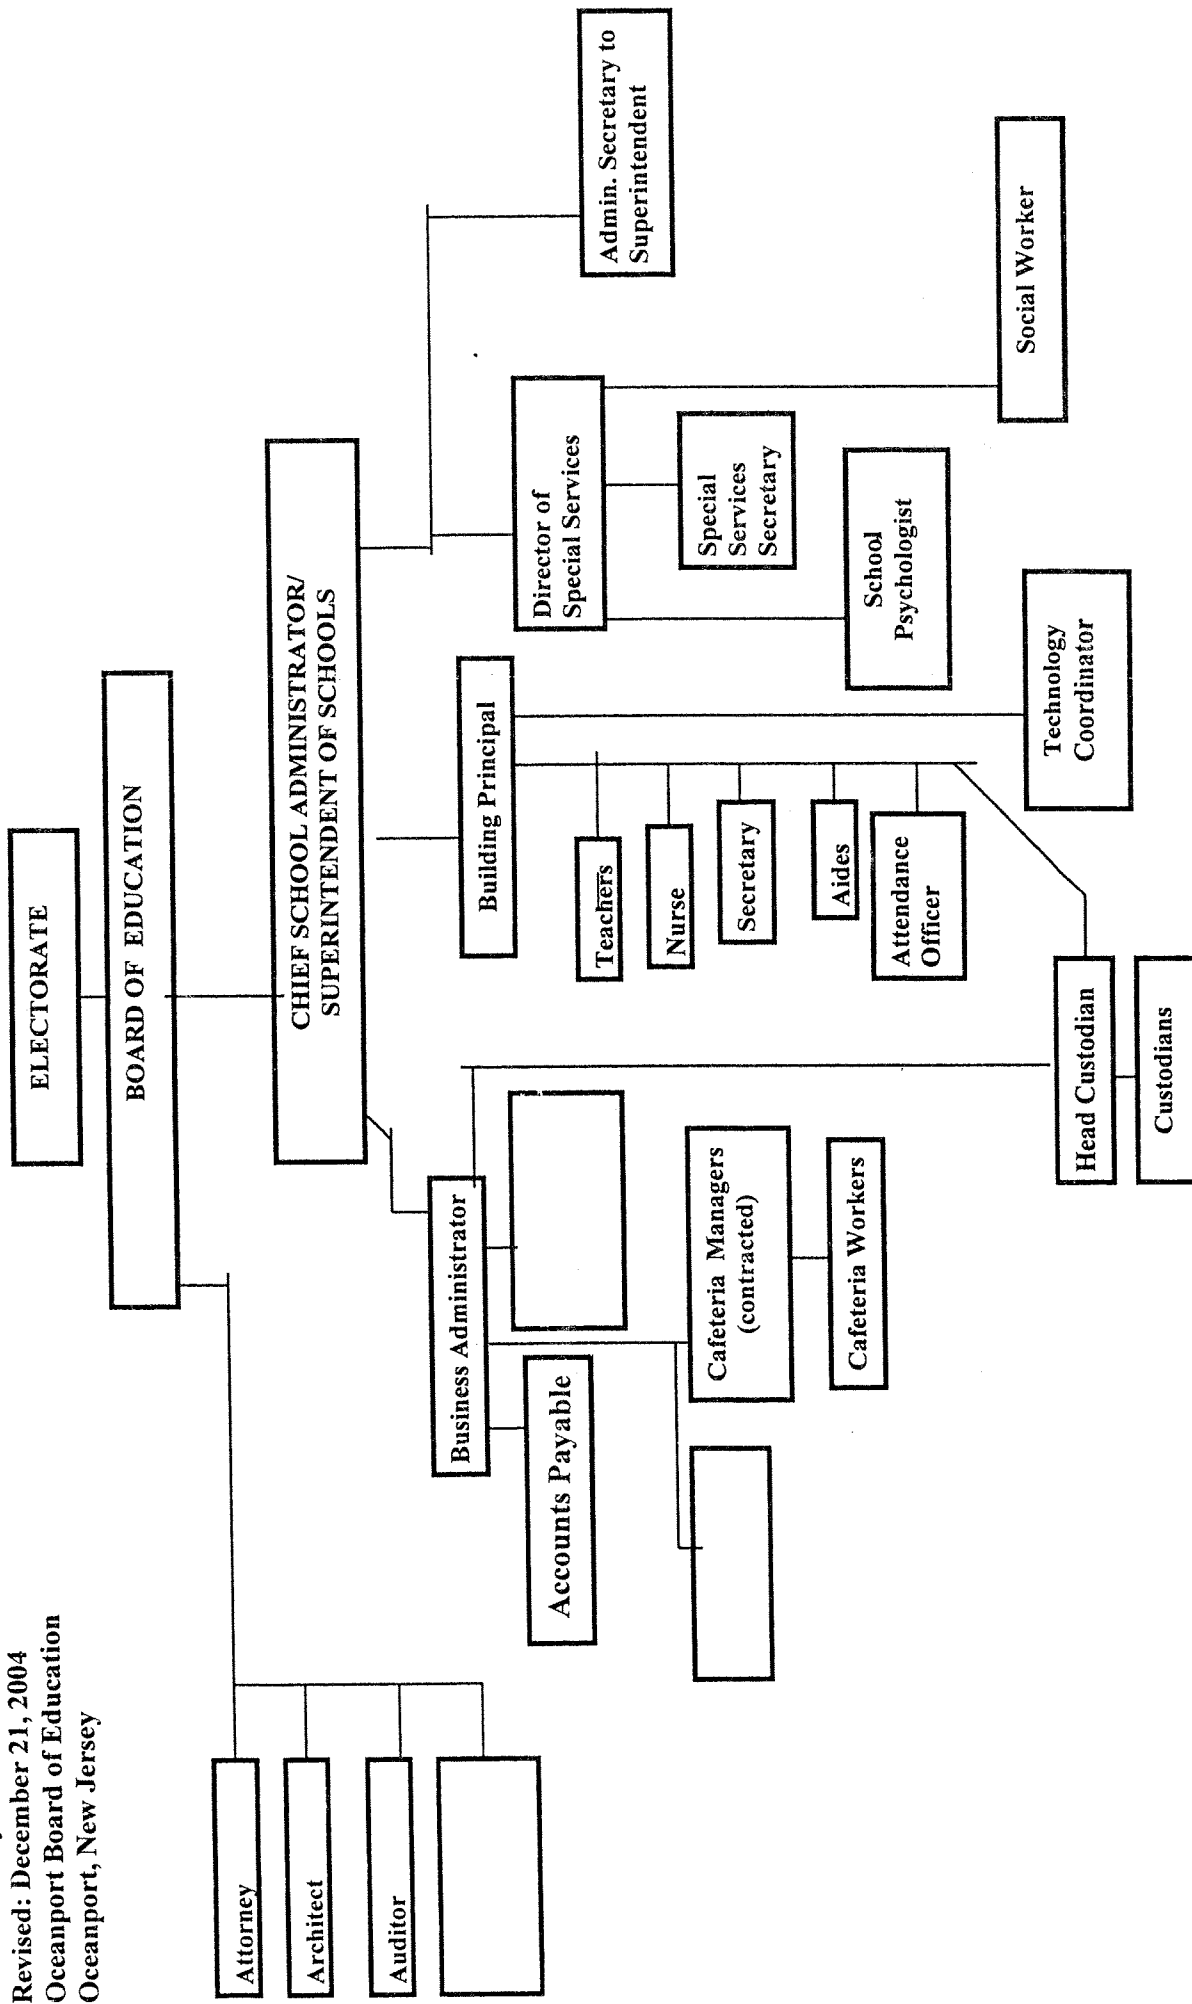 Revised: December 21, 2004
Oceanport Board of Education
Oceanport, New Jersey
ELECTORATE
BOARD OF EDUCATION
Attorney
Architect
Auditor
CHIEF SCHOOL ADMINISTRATOR/
SUPERINTENDENT OF SCHOOLS
Business Administrator
Accounts Payable
Cafeteria Managers
(contracted)
Cafeteria Workers
Building Principal
Teachers
Nurse
Secretary
Aides
Attendance
Officer
Head Custodian
Custodians
Technology
Coordinator
Director of
Special Services
Special
Services
Secretary
School
Psychologist
Social Worker
Admin. Secretary to
Superintendent